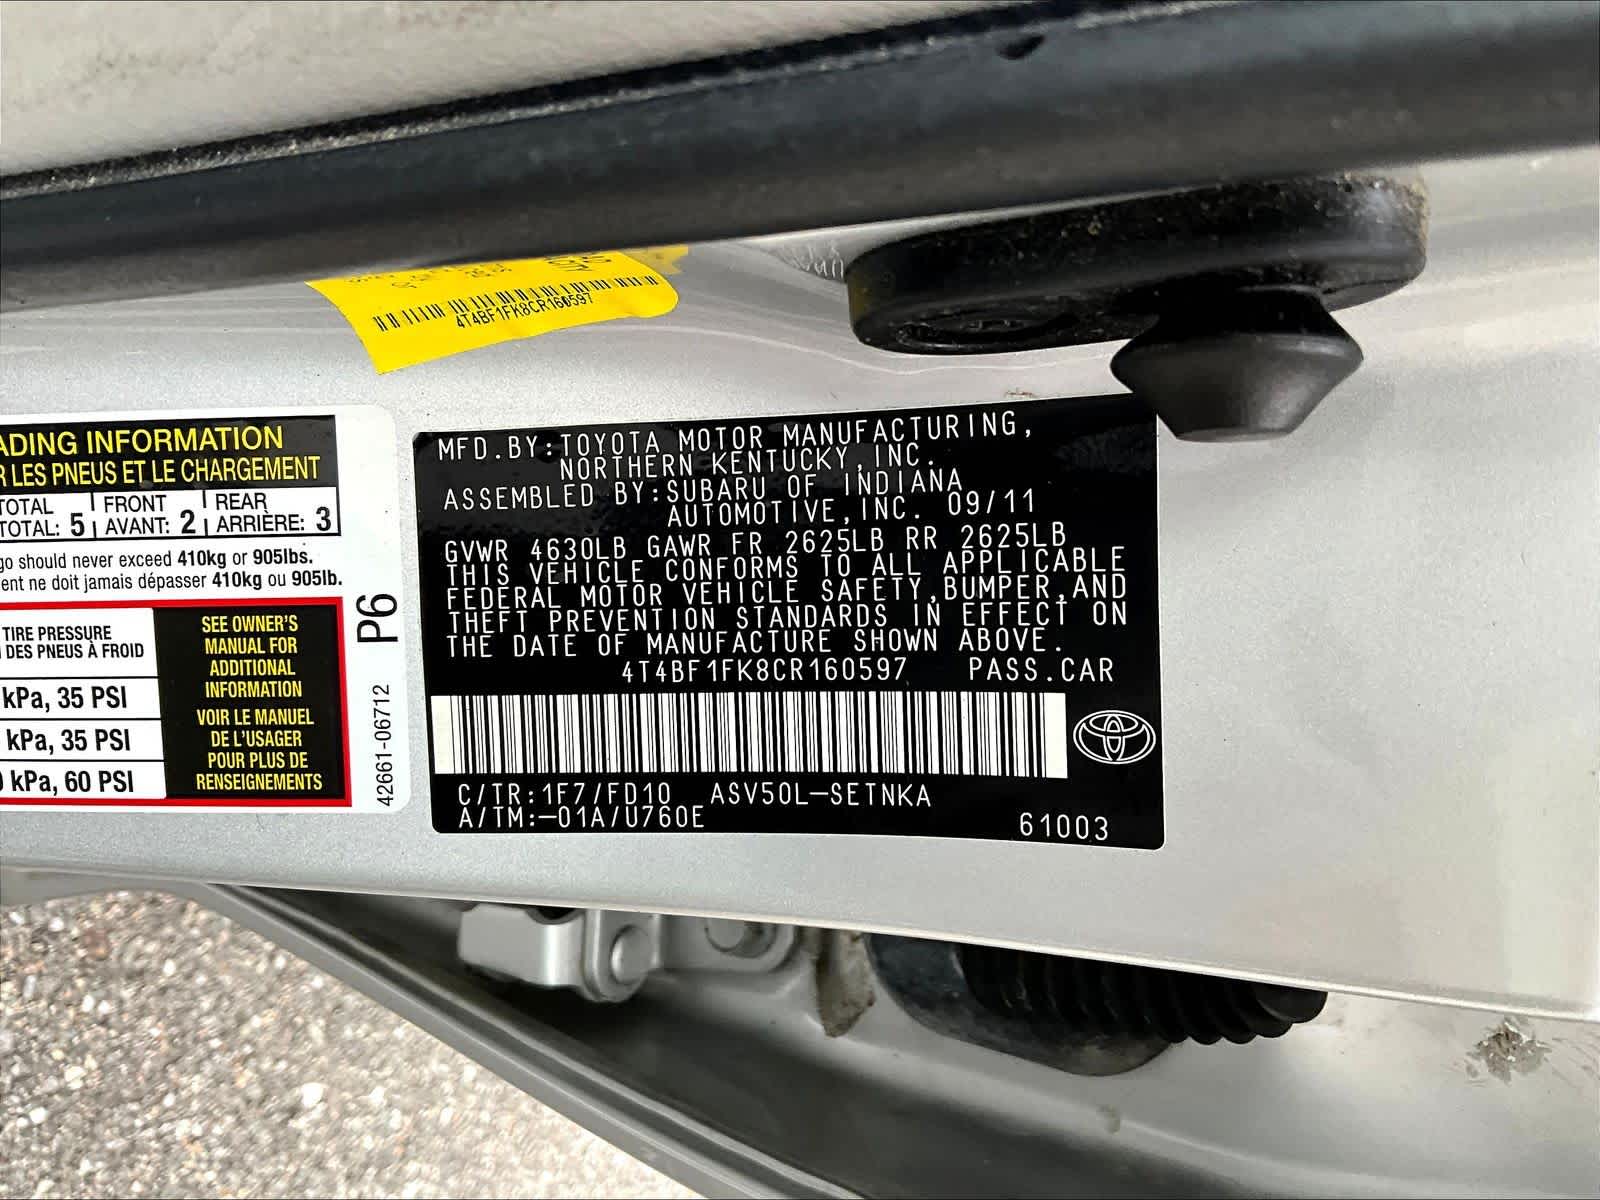 4T4BF1FK8CR160597
ADING INFORMATION
R LES PNEUS ET LE CHARGEMENT
TOTAL FRONT REAR
TOTAL: 5 AVANT: 2 ARRIÈRE: 3
go should never exceed 410kg or 905lbs.
ent ne doit jamais dépasser 410kg ou 905lb.
TIRE PRESSURE
DES PNEUS À FROID
kPa, 35 PSI
kPa, 35 PSI
0 kPa, 60 PSI
SEE OWNER'S
MANUAL FOR
ADDITIONAL
INFORMATION
VOIR LE MANUEL
DE L'USAGER
POUR PLUS DE
RENSEIGNEMENTS
P6
42661-06712
MFD.BY:TOYOTA MOTOR MANUFACTURING,
NORTHERN KENTUCKY,INC.
ASSEMBLED BY:SUBARU OF INDIANA
AUTOMOTIVE,INC. 09/11
GVWR 4630LB GAWR FR 2625LB RR 2625LB
THIS VEHICLE CONFORMS TO ALL APPLICABLE
FEDERAL MOTOR VEHICLE SAFETY,BUMPER,AND
THEFT PREVENTION STANDARDS IN EFFECT ON
THE DATE OF MANUFACTURE SHOWN ABOVE.
4T4BF1FK8CR160597 PASS.CAR
C/TR:1F7/FD10 ASV50L-SETNKA
A/TM:-01A/U760E
61003